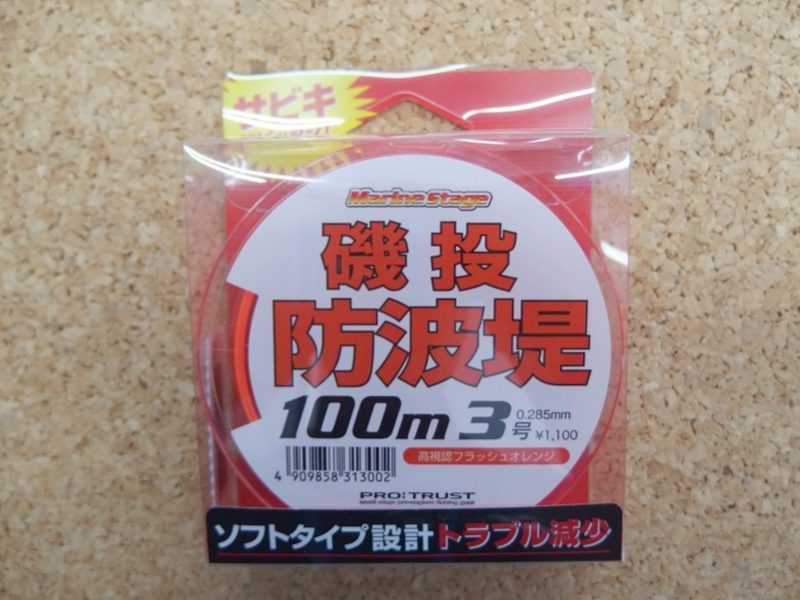 サビキ
Marine Stage
磯投
防波堤
100m 3号 0.285mm ¥1,100
高視認フラッシュオレンジ
4 909858 313002
PRO:TRUST
ソフトタイプ設計トラブル減少